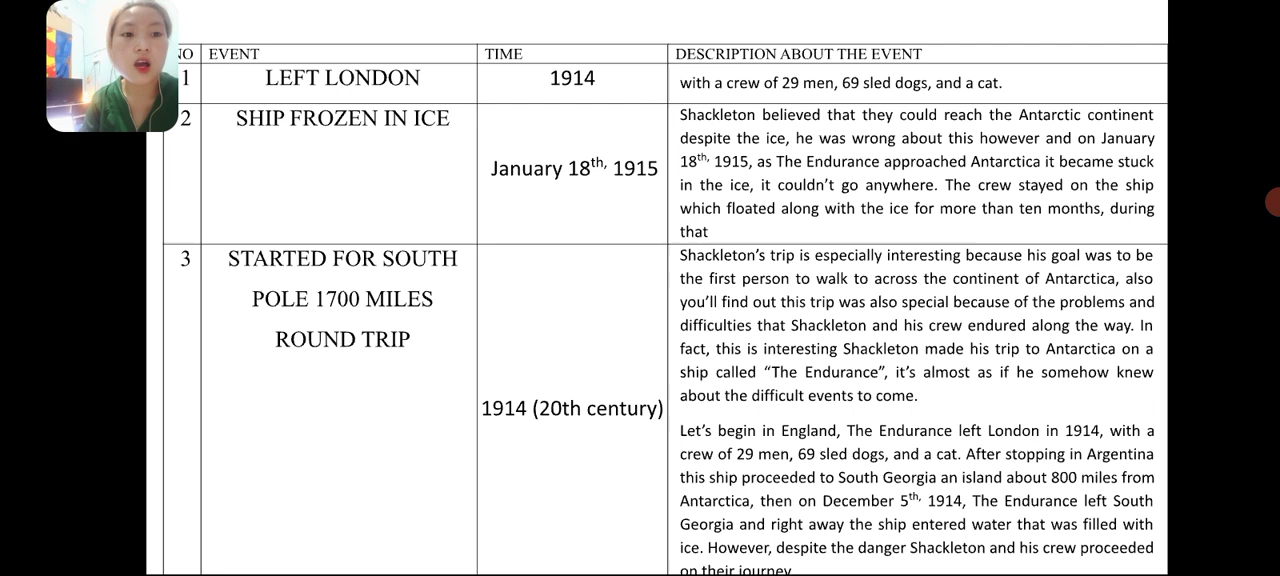 NO EVENT TIME DESCRIPTION ABOUT THE EVENT
1 LEFT LONDON 1914 with a crew of 29 men, 69 sled dogs, and a cat.
2 SHIP FROZEN IN ICE
January 18th, 1915
Shackleton believed that they could reach the Antarctic continent
despite the ice, he was wrong about this however and on January
18th, 1915, as The Endurance approached Antarctica it became stuck
in the ice, it couldn’t go anywhere. The crew stayed on the ship
which floated along with the ice for more than ten months, during
that
3 STARTED FOR SOUTH
POLE 1700 MILES
ROUND TRIP
1914 (20th century)
Shackleton’s trip is especially interesting because his goal was to be
the first person to walk to across the continent of Antarctica, also
you’ll find out this trip was also special because of the problems and
difficulties that Shackleton and his crew endured along the way. In
fact, this is interesting Shackleton made his trip to Antarctica on a
ship called “The Endurance”, it’s almost as if he somehow knew
about the difficult events to come.
Let’s begin in England, The Endurance left London in 1914, with a
crew of 29 men, 69 sled dogs, and a cat. After stopping in Argentina
this ship proceeded to South Georgia an island about 800 miles from
Antarctica, then on December 5th, 1914, The Endurance left South
Georgia and right away the ship entered water that was filled with
ice. However, despite the danger Shackleton and his crew proceeded
on their journey